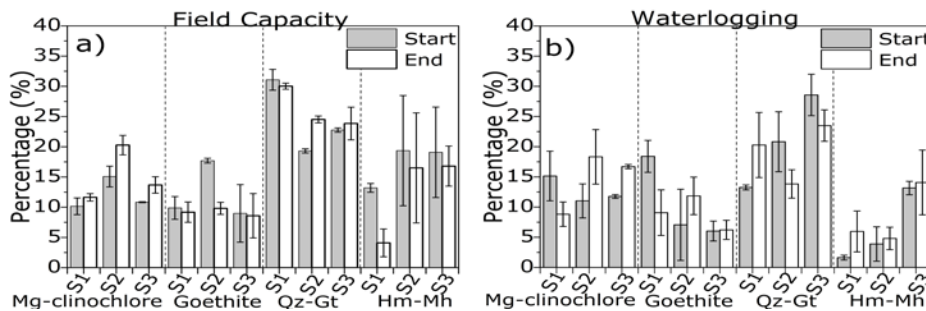 Field Capacity
a)
Start
End
Percentage (%)
40
35
30
25
20
15
10
5
0
S1 S2 S3 S1 S2 S3 S1 S2 S3 S1 S2 S3
Mg-clinochlore Goethite Qz-Gt Hm-Mh
Waterlogging
b)
Start
End
Percentage (%)
40
35
30
25
20
15
10
5
0
S1 S2 S3 S1 S2 S3 S1 S2 S3 S1 S2 S3
Mg-clinochlore Goethite Qz-Gt Hm-Mh